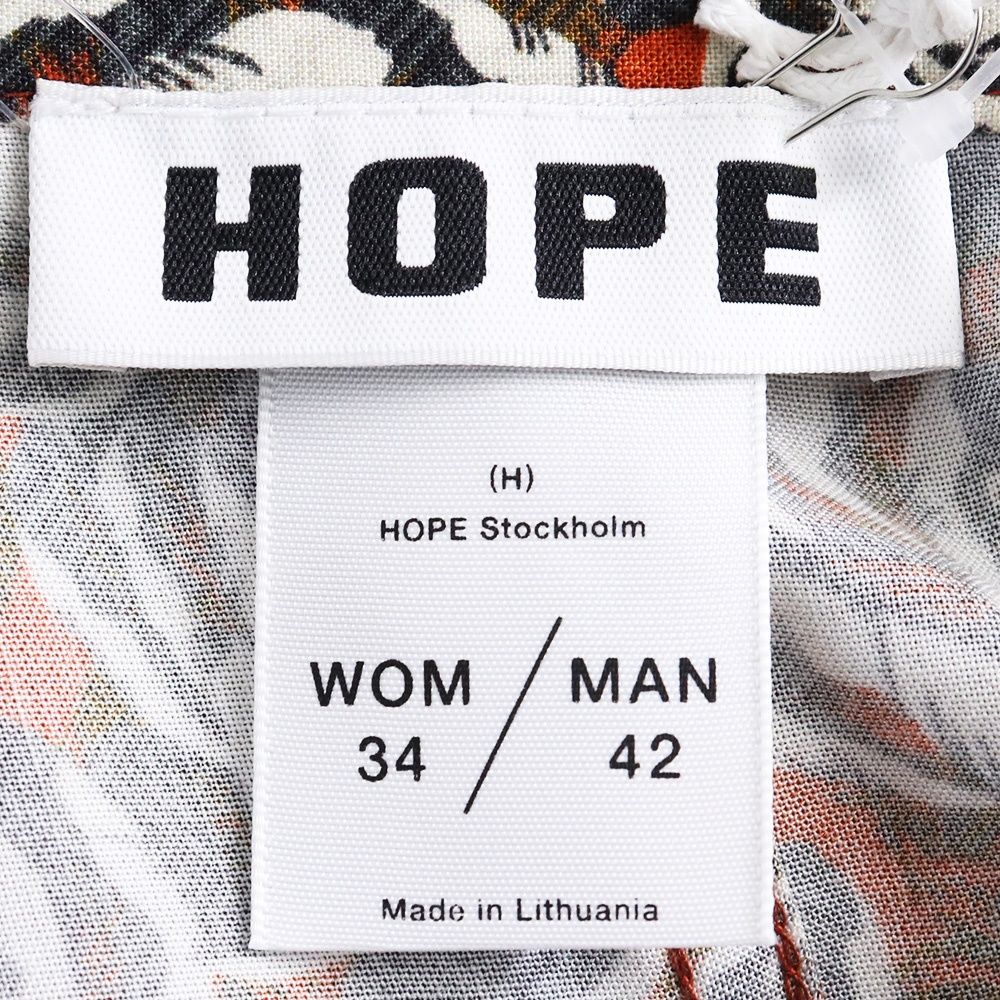 HOPE
(H)
HOPE Stockholm
WOM / MAN
34 / 42
Made in Lithuania